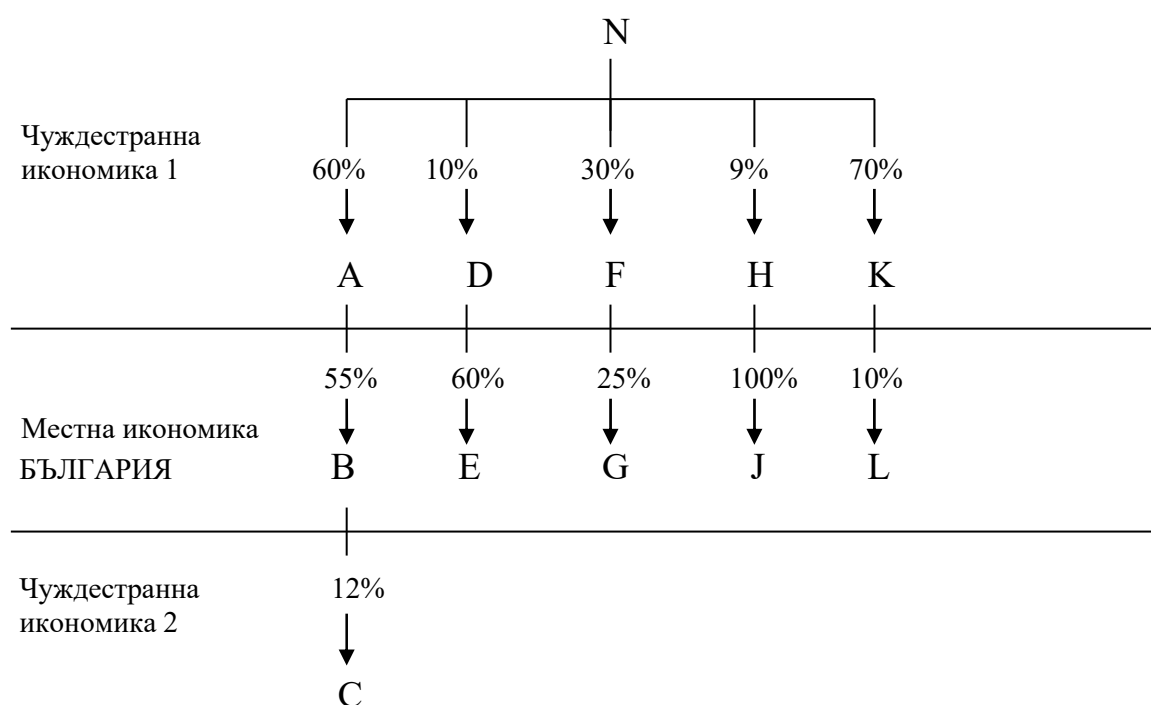 N
Чуждестранна
икономика 1
60% 10% 30% 9% 70%
A D F H K
55% 60% 25% 100% 10%
Местна икономика
БЪЛГАРИЯ
B E G J L
Чуждестранна
икономика 2
12%
C